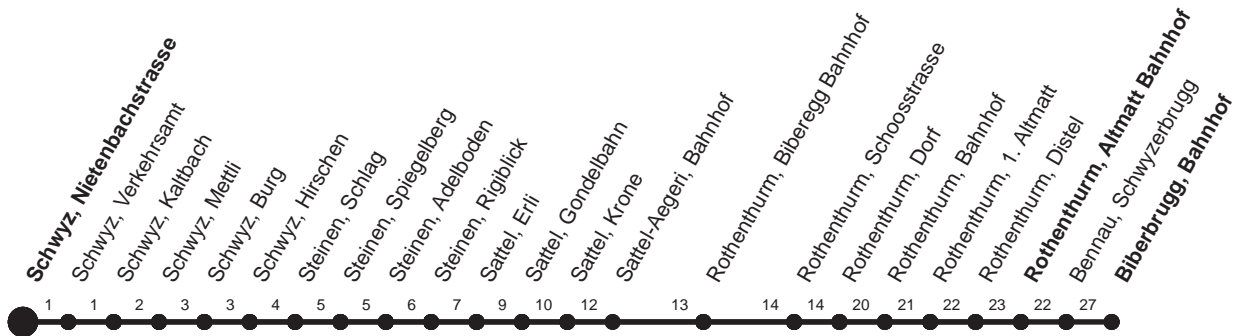 Schwyz, Nietenbachstrasse
Schwyz, Verkehrsamt
Schwyz, Kaltbach
Schwyz, Mettli
Schwyz, Burg
Schwyz, Hirschen
Steinen, Schlag
Steinen, Spiegelberg
Steinen, Adelboden
Steinen, Rigiblick
Sattel, Erli
Sattel, Gondelbahn
Sattel, Krone
Sattel-Aegeri, Bahnhof
Rothenthurm, Biberegg Bahnhof
Rothenthurm, Schoosstrasse
Rothenthurm, Dorf
Rothenthurm, Bahnhof
Rothenthurm, 1. Altmatt
Rothenthurm, Distel
Rothenthurm, Altmatt Bahnhof
Bennau, Schwyzerbrugg
Biberbrugg, Bahnhof
1 1 2 3 3 4 5 5 6 7 9 10 12 13 14 14 20 21 22 23 22 27